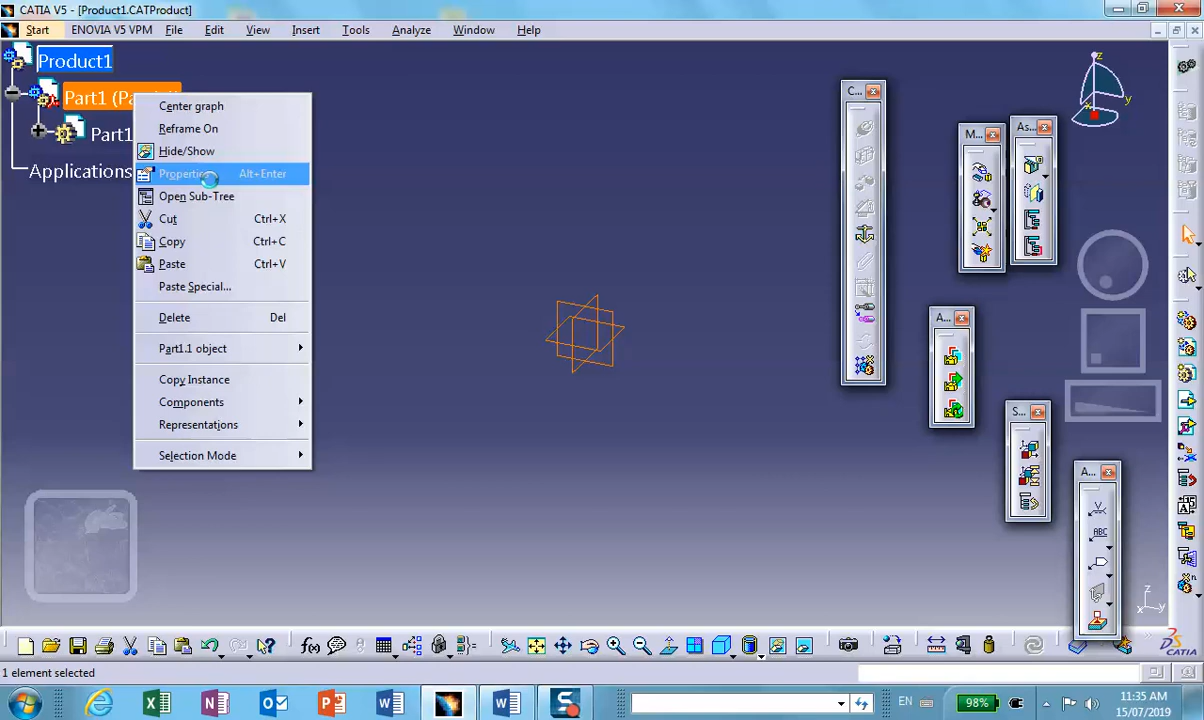 CATIA V5 - [Product1.CATProduct]
Start ENOVIA V5 VPM File Edit View Insert Tools Analyze Window Help
Product1
Part1
Part1
Applications
Center graph
Reframe On
Hide/Show
Properties Alt+Enter
Open Sub-Tree
Cut Ctrl+X
Copy Ctrl+C
Paste Ctrl+V
Paste Special...
Delete Del
Part1.1 object
Copy Instance
Components
Representations
Selection Mode
C...
M...
As...
A...
S...
A...
ABC
z
y
x
z
x
y
f(x)
CATIA
1 element selected
EN
98%
11:35 AM
15/07/2019